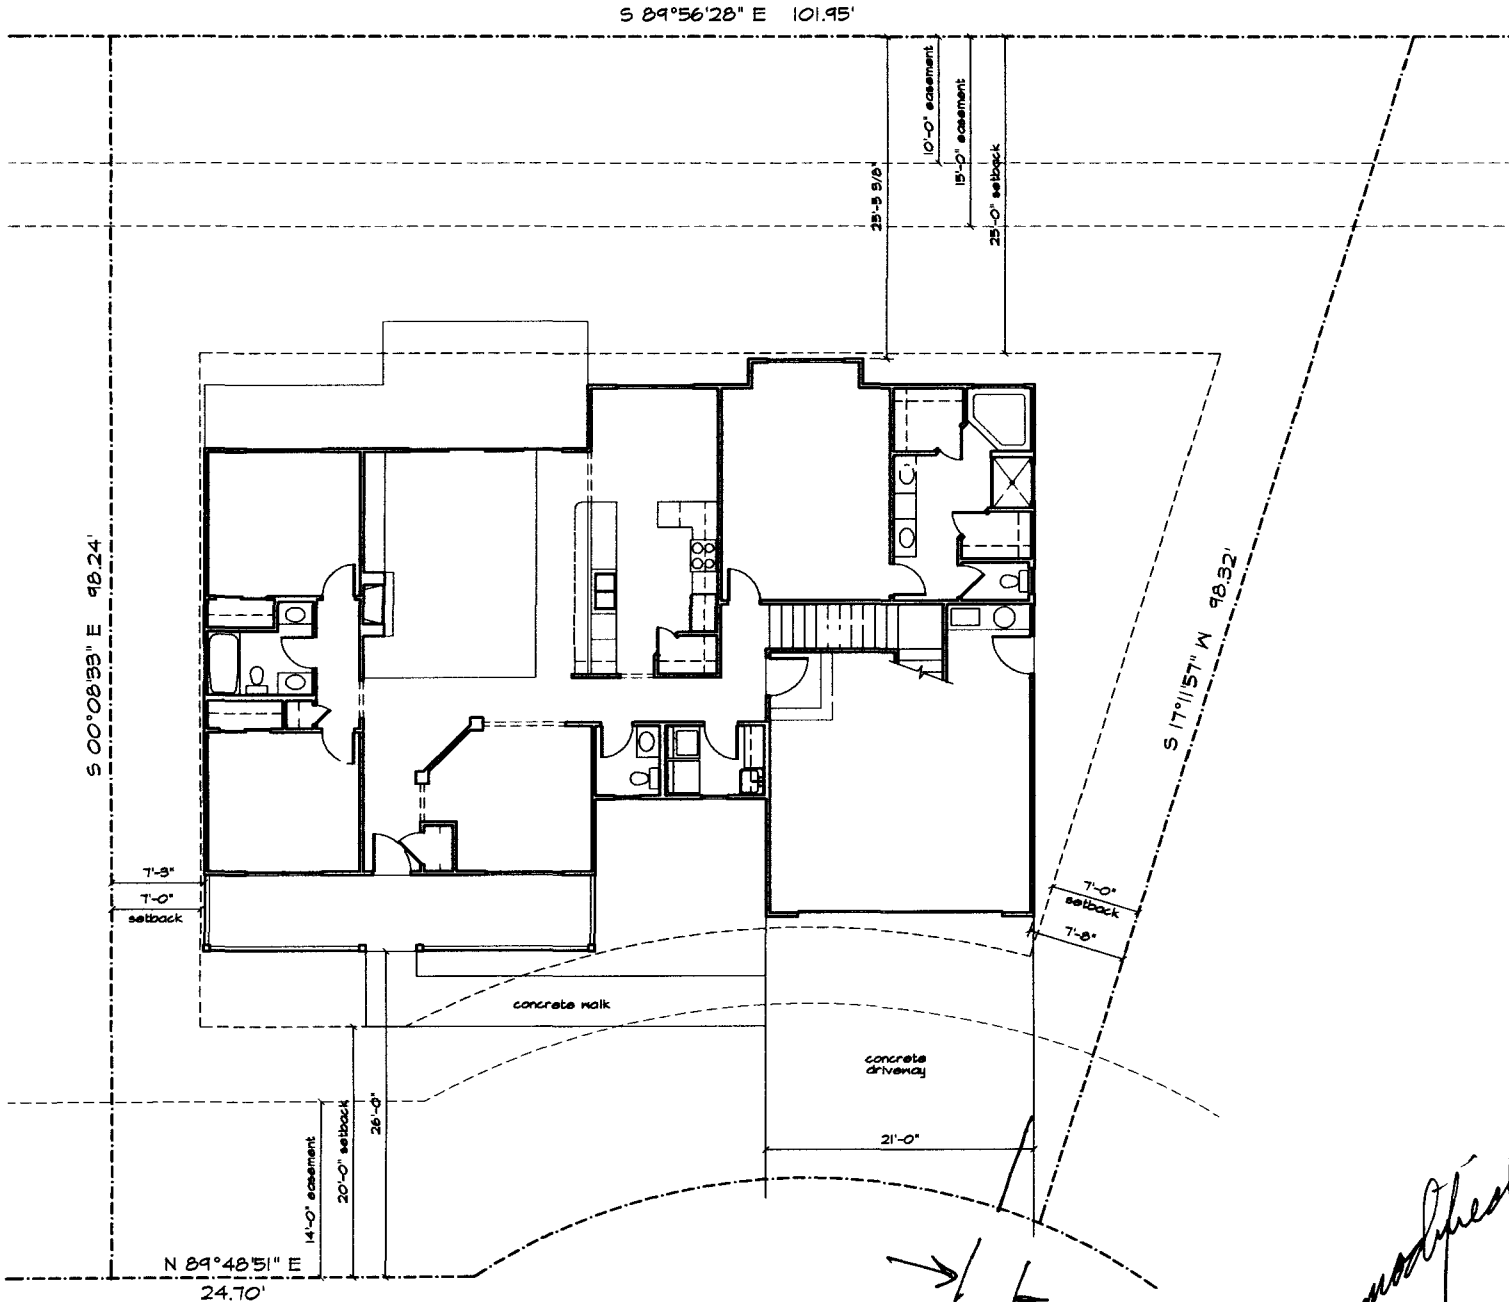 S 89°56'28" E 101.95'
10'-0" easement
15'-0" easement
25'-0" setback
25'-5 5/8"
S 00°08'33" E 98.24'
S 17°11'57" W 98.32'
7'-3"
7'-0"
setback
7'-0"
setback
7'-8"
concrete walk
concrete
driveway
21'-0"
14'-0" easement
20'-0" setback
26'-0"
N 89°48'51" E
24.70'
modified